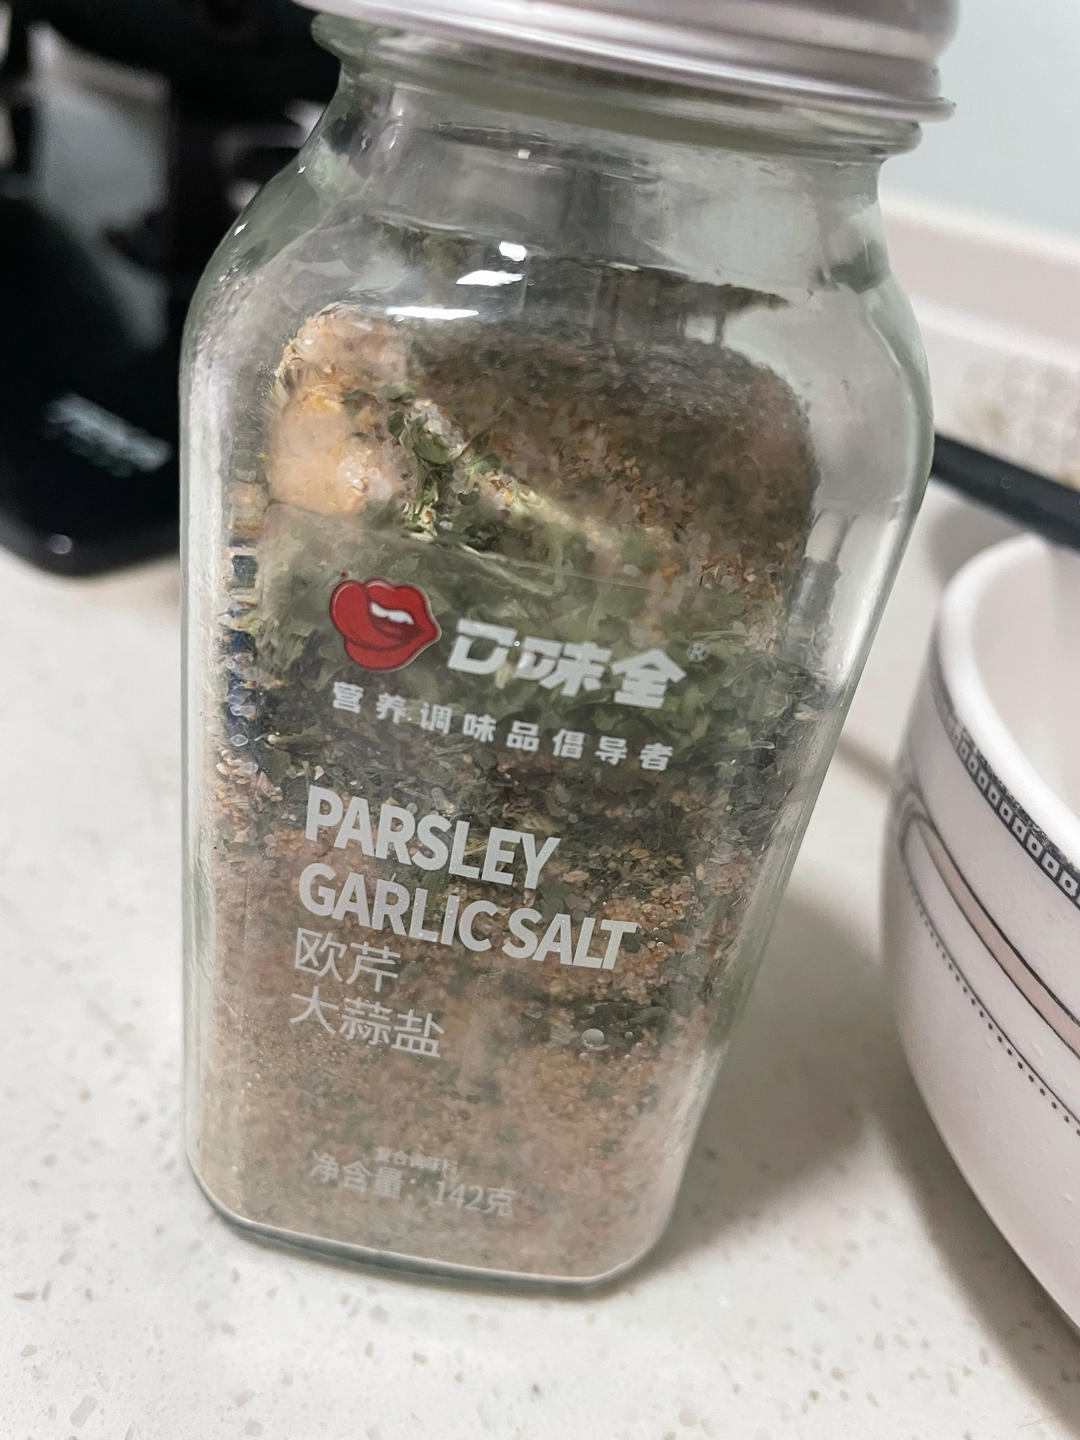 口味全®
营养调味品倡导者
PARSLEY
GARLIC SALT
欧芹
大蒜盐
复合调味料
净含量：142克